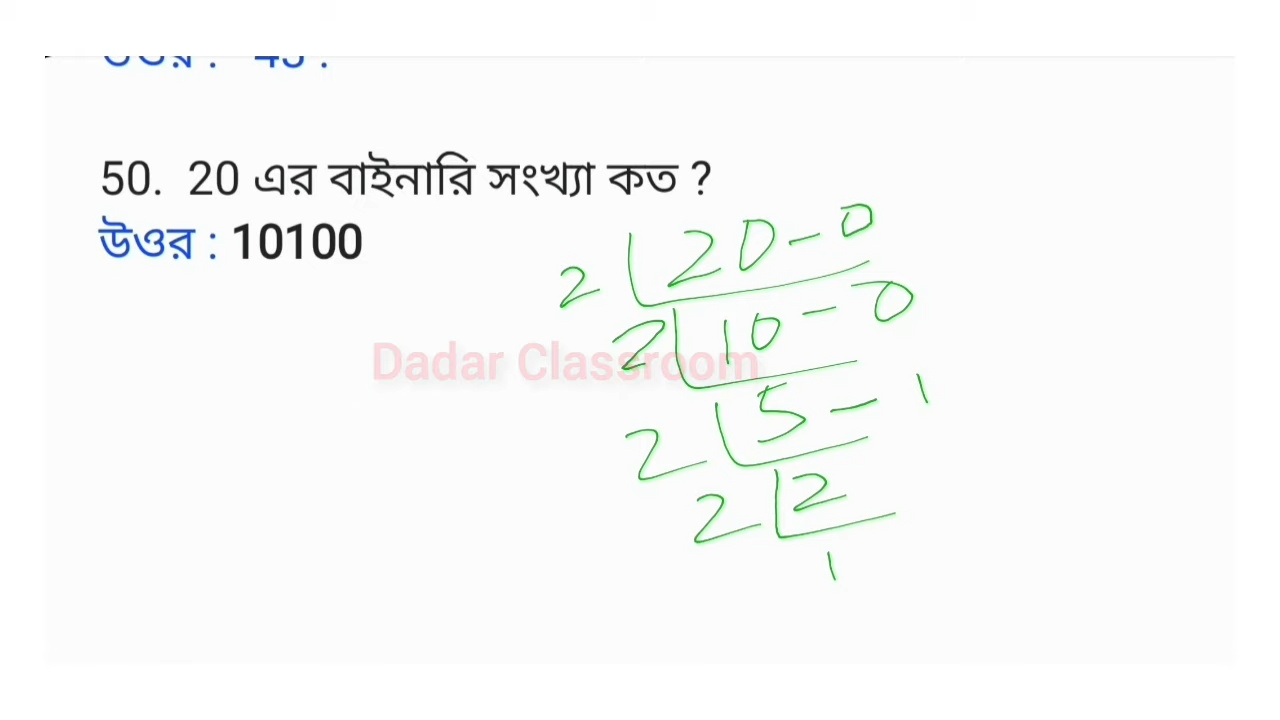 50. 20 এর বাইনারি সংখ্যা কত ?
উওর : 10100
2 20 - 0
2 10 - 0
Dadar Classroom
2 5 - 1
2 2
1